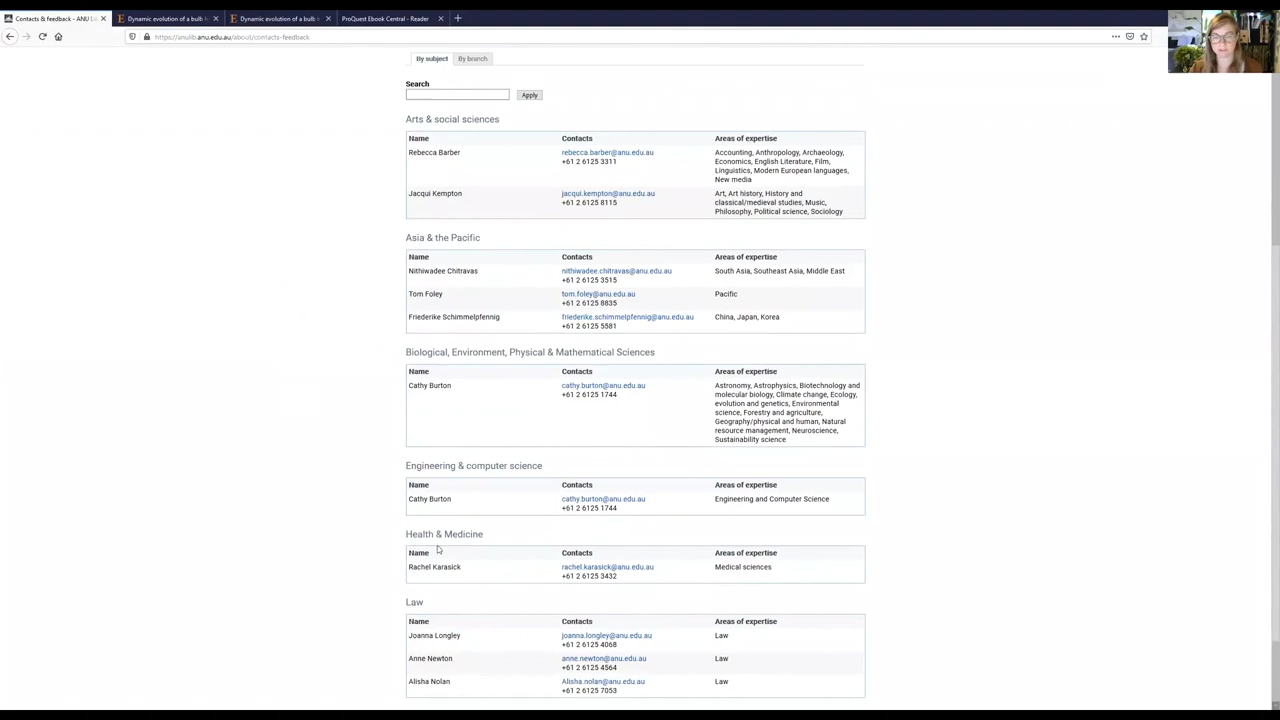 Contacts & feedback - ANU Li
Dynamic evolution of a bulb
Dynamic evolution of a bulb
ProQuest Ebook Central - Reader
https://anulib.anu.edu.au/about/contacts-feedback
By subject
By branch
Search
Apply
Arts & social sciences
Name Contacts Areas of expertise
Rebecca Barber rebecca.barber@anu.edu.au Accounting, Anthropology, Archaeology,
+61 2 6125 3311 Economics, English Literature, Film,
Linguistics, Modern European languages,
New media
Jacqui Kempton jacqui.kempton@anu.edu.au Art, Art history, History and
+61 2 6125 8115 classical/medieval studies, Music,
Philosophy, Political science, Sociology
Asia & the Pacific
Name Contacts Areas of expertise
Nithiwadee Chitravas nithiwadee.chitravas@anu.edu.au South Asia, Southeast Asia, Middle East
+61 2 6125 3515
Tom Foley tom.foley@anu.edu.au Pacific
+61 2 6125 8835
Friederike Schimmelpfennig friederike.schimmelpfennig@anu.edu.au China, Japan, Korea
+61 2 6125 5581
Biological, Environment, Physical & Mathematical Sciences
Name Contacts Areas of expertise
Cathy Burton cathy.burton@anu.edu.au Astronomy, Astrophysics, Biotechnology and
+61 2 6125 1744 molecular biology, Climate change, Ecology,
evolution and genetics, Environmental
science, Forestry and agriculture,
Geography/physical and human, Natural
resource management, Neuroscience,
Sustainability science
Engineering & computer science
Name Contacts Areas of expertise
Cathy Burton cathy.burton@anu.edu.au Engineering and Computer Science
+61 2 6125 1744
Health & Medicine
Name Contacts Areas of expertise
Rachel Karasick rachel.karasick@anu.edu.au Medical sciences
+61 2 6125 3432
Law
Name Contacts Areas of expertise
Joanna Longley joanna.longley@anu.edu.au Law
+61 2 6125 4068
Anne Newton anne.newton@anu.edu.au Law
+61 2 6125 4564
Alisha Nolan Alisha.nolan@anu.edu.au Law
+61 2 6125 7053